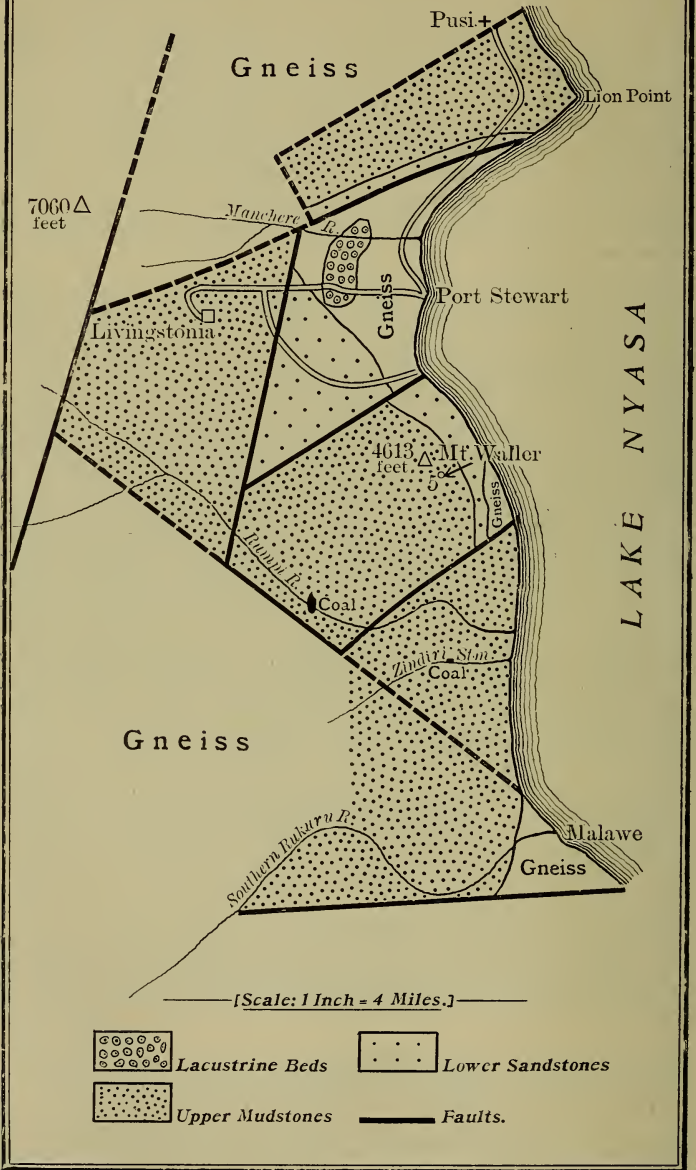 Pusi.
Gneiss
Lion Point
7060
feet
Manchere R.
Gneiss
Port Stewart
Livingstonia
LAKE NYASA
4613
feet.
Mt. Waller
5°
Gneiss
Rumpi R.
Coal
Zindiri Stm.
Coal
Gneiss
Southern Rukuru R.
Malawe
Gneiss
[Scale: 1 Inch = 4 Miles.]
Lacustrine Beds
Lower Sandstones
Upper Mudstones
Faults.